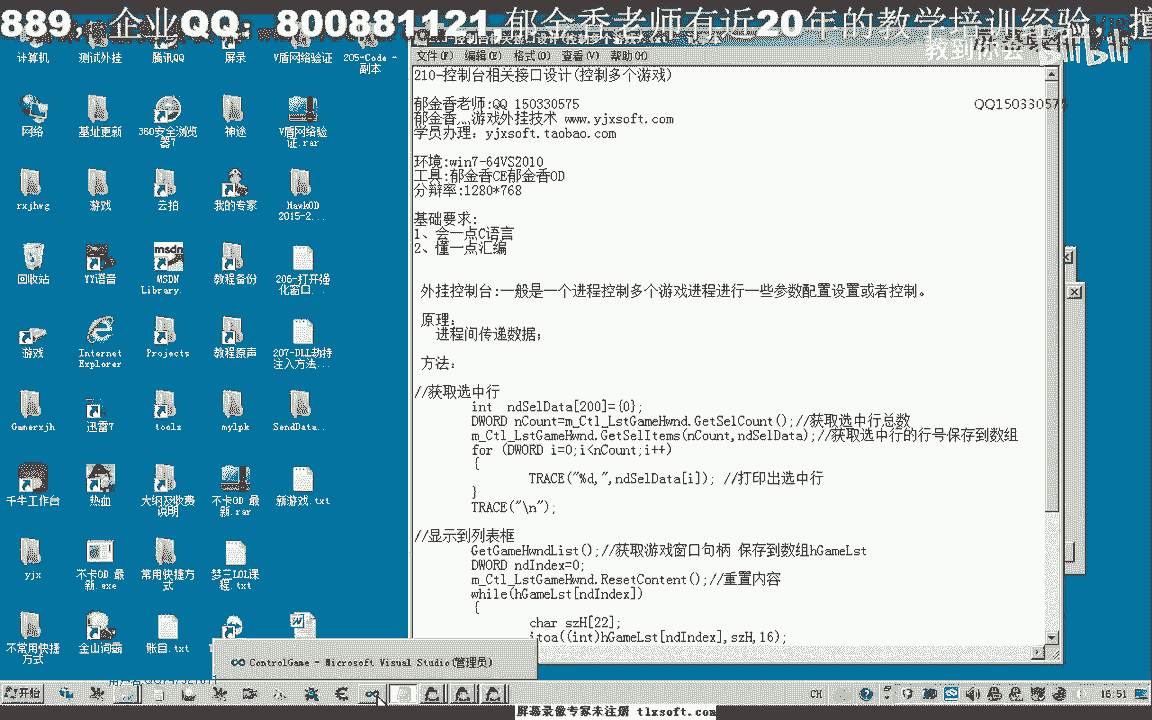 889，企业QQ：800881121，郁金香老师有近20年的教学培训经验，擅
教到你会
bilibili
计算机
测试外挂
腾讯QQ
屏录
V盾网络验证
205-Code - 副本
网络
基址更新
360安全浏览器7
神途
V盾网络验证.rar
rxjhwg
游戏
云拍
我的专家
HawkOD 2015-2...
回收站
YY语音
MSDN Library.
教程备份
206-打开强化窗口...
游戏
Internet Explorer
Projects
教程原声
207-DLL劫持注入方法...
Gamerxjh
迅雷7
tools
mylpk
SendData..
千牛工作台
热血
大纲及收费说明
不卡OD 最新.rar
新游戏.txt
yjx
不卡OD 最新.exe
常用快捷方式
梦三LOL课程.txt
不常用快捷方式
金山词霸
账目.txt
文件(F) 编辑(E) 格式(O) 查看(V) 帮助(H)
210-控制台相关接口设计(控制多个游戏)
郁金香老师:QQ 150330575
QQ150330575
郁金香灬游戏外挂技术 www.yjxsoft.com
学员办理：yjxsoft.taobao.com
环境:win7-64VS2010
工具:郁金香CE郁金香OD
分辩率:1280*768
基础要求:
1、会一点C语言
2、懂一点汇编
外挂控制台:一般是一个进程控制多个游戏进程进行一些参数配置设置或者控制。
原理:
进程间传递数据;
方法:
//获取选中行
int  ndSelData[200]={0};
DWORD nCount=m_Ctl_LstGameHwnd.GetSelCount();//获取选中行总数
m_Ctl_LstGameHwnd.GetSelItems(nCount,ndSelData);//获取选中行的行号保存到数组
for (DWORD i=0;i<nCount;i++)
{
TRACE("%d,",ndSelData[i]); //打印出选中行
}
TRACE("\n");
//显示到列表框
GetGameHwndList();//获取游戏窗口句柄 保存到数组hGameLst
DWORD ndIndex=0;
m_Ctl_LstGameHwnd.ResetContent();//重置内容
while(hGameLst[ndIndex])
{
char szH[22];
itoa((int)hGameLst[ndIndex],szH,16);
ControlGame - Microsoft Visual Studio(管理员)
开始
CH
16:51
屏幕录像专家未注册 tlxsoft.com